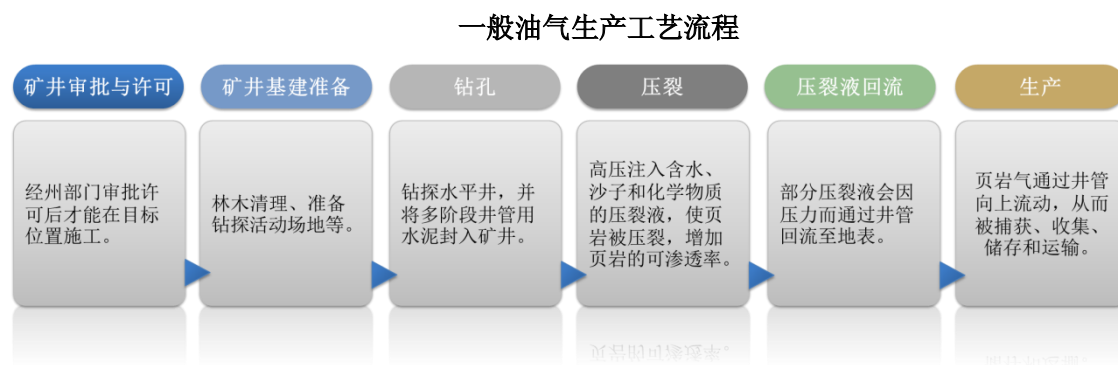 一般油气生产工艺流程
矿井审批与许可
经州部门审批许
可后才能在目标
位置施工。
矿井基建准备
林木清理、准备
钻探活动场地等。
钻孔
钻探水平井，并
将多阶段井管用
水泥封入矿井。
压裂
高压注入含水、
沙子和化学物质
的压裂液，使页
岩被压裂，增加
页岩的可渗透率。
压裂液回流
部分压裂液会因
压力而通过井管
回流至地表。
生产
页岩气通过井管
向上流动，从而
被捕获、收集、
储存和运输。